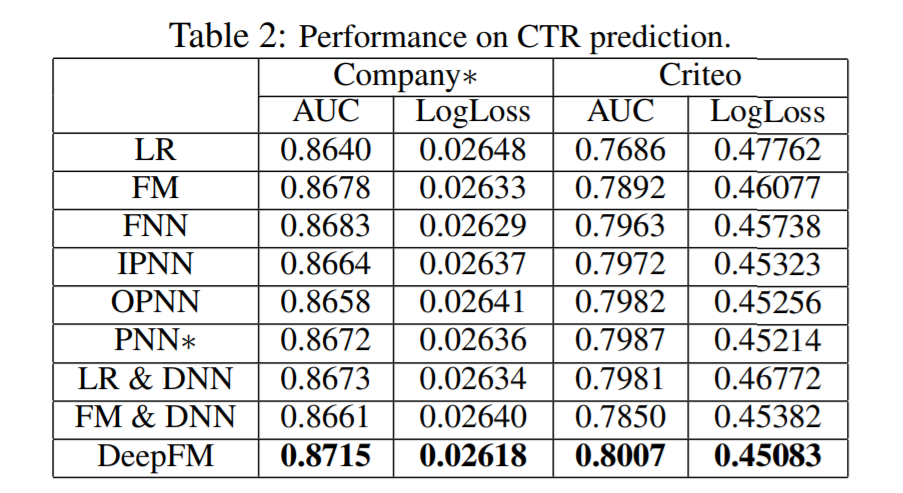 Table 2: Performance on CTR prediction.
Company∗ Criteo
AUC LogLoss AUC LogLoss
LR 0.8640 0.02648 0.7686 0.47762
FM 0.8678 0.02633 0.7892 0.46077
FNN 0.8683 0.02629 0.7963 0.45738
IPNN 0.8664 0.02637 0.7972 0.45323
OPNN 0.8658 0.02641 0.7982 0.45256
PNN∗ 0.8672 0.02636 0.7987 0.45214
LR & DNN 0.8673 0.02634 0.7981 0.46772
FM & DNN 0.8661 0.02640 0.7850 0.45382
DeepFM 0.8715 0.02618 0.8007 0.45083